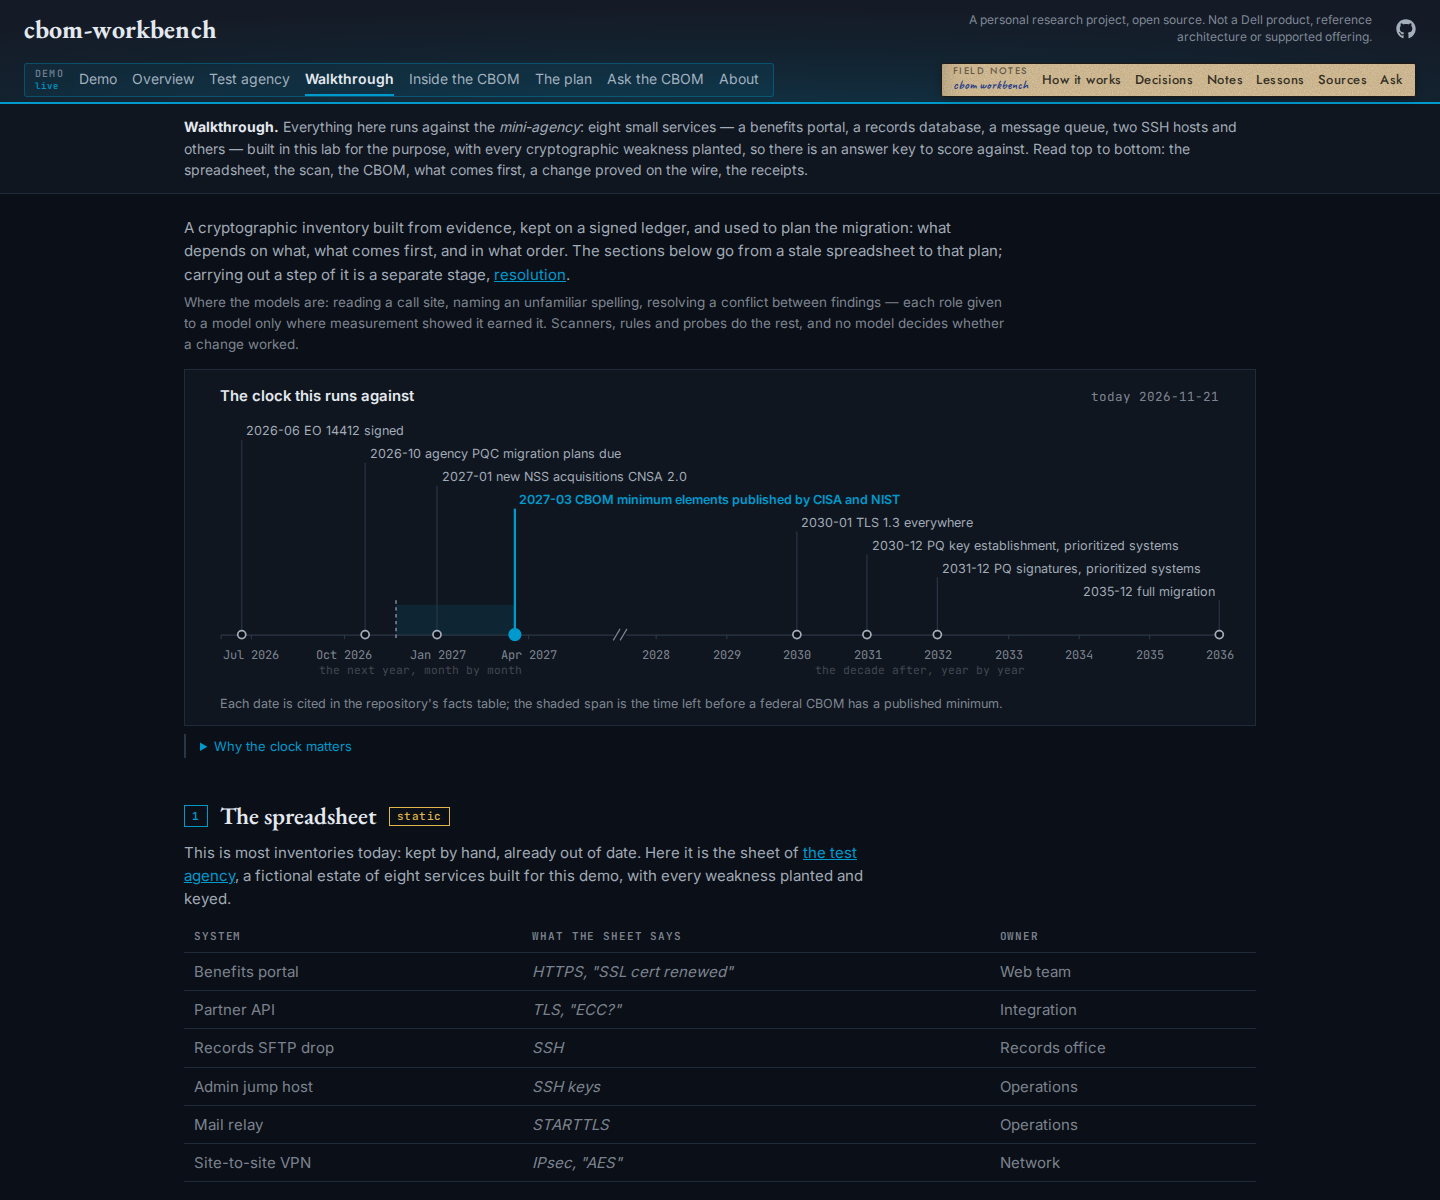 cbom-workbench
A personal research project, open source. Not a Dell product, reference
architecture or supported offering.
DEMO
live
Demo Overview Test agency Walkthrough Inside the CBOM The plan Ask the CBOM About
FIELD NOTES
cbom workbench
How it works Decisions Notes Lessons Sources Ask
Walkthrough. Everything here runs against the mini-agency: eight small services — a benefits portal, a records database, a message queue, two SSH hosts and
others — built in this lab for the purpose, with every cryptographic weakness planted, so there is an answer key to score against. Read top to bottom: the
spreadsheet, the scan, the CBOM, what comes first, a change proved on the wire, the receipts.
A cryptographic inventory built from evidence, kept on a signed ledger, and used to plan the migration: what
depends on what, what comes first, and in what order. The sections below go from a stale spreadsheet to that plan;
carrying out a step of it is a separate stage, resolution.
Where the models are: reading a call site, naming an unfamiliar spelling, resolving a conflict between findings — each role given
to a model only where measurement showed it earned it. Scanners, rules and probes do the rest, and no model decides whether
a change worked.
The clock this runs against
today 2026-11-21
2026-06 EO 14412 signed
2026-10 agency PQC migration plans due
2027-01 new NSS acquisitions CNSA 2.0
2027-03 CBOM minimum elements published by CISA and NIST
2030-01 TLS 1.3 everywhere
2030-12 PQ key establishment, prioritized systems
2031-12 PQ signatures, prioritized systems
2035-12 full migration
Jul 2026 Oct 2026 Jan 2027 Apr 2027 2028 2029 2030 2031 2032 2033 2034 2035 2036
the next year, month by month the decade after, year by year
Each date is cited in the repository's facts table; the shaded span is the time left before a federal CBOM has a published minimum.
Why the clock matters
1 The spreadsheet static
This is most inventories today: kept by hand, already out of date. Here it is the sheet of the test
agency, a fictional estate of eight services built for this demo, with every weakness planted and
keyed.
SYSTEM WHAT THE SHEET SAYS OWNER
Benefits portal HTTPS, "SSL cert renewed" Web team
Partner API TLS, "ECC?" Integration
Records SFTP drop SSH Records office
Admin jump host SSH keys Operations
Mail relay STARTTLS Operations
Site-to-site VPN IPsec, "AES" Network